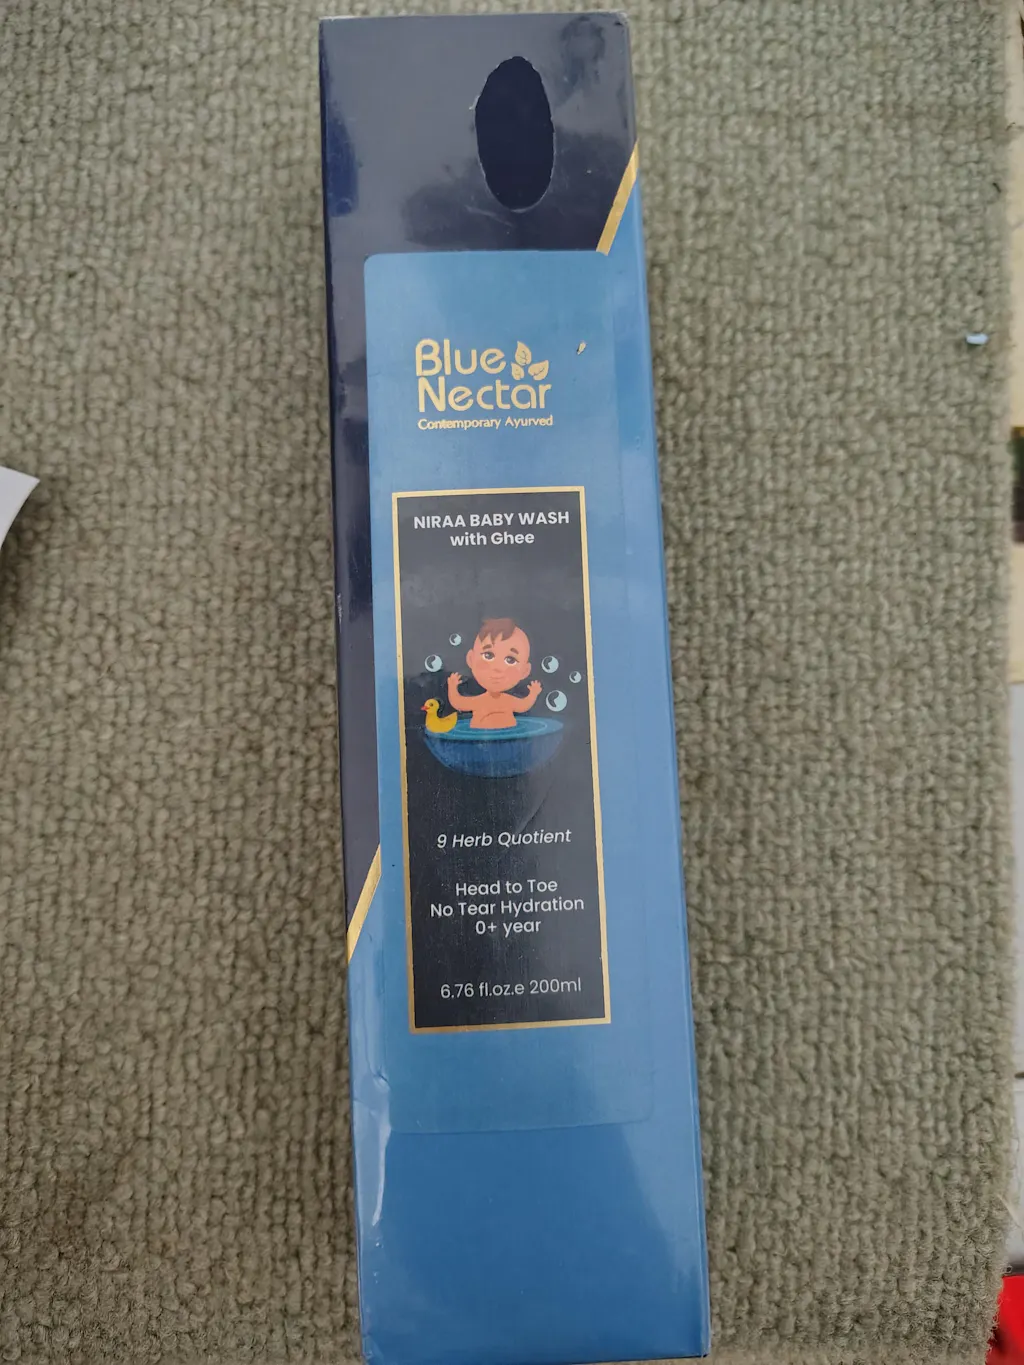 Blue
Nectar
Contemporary Ayurved
NIRAA BABY WASH
with Ghee
9 Herb Quotient
Head to Toe
No Tear Hydration
0+ year
6.76 fl.oz.e 200ml